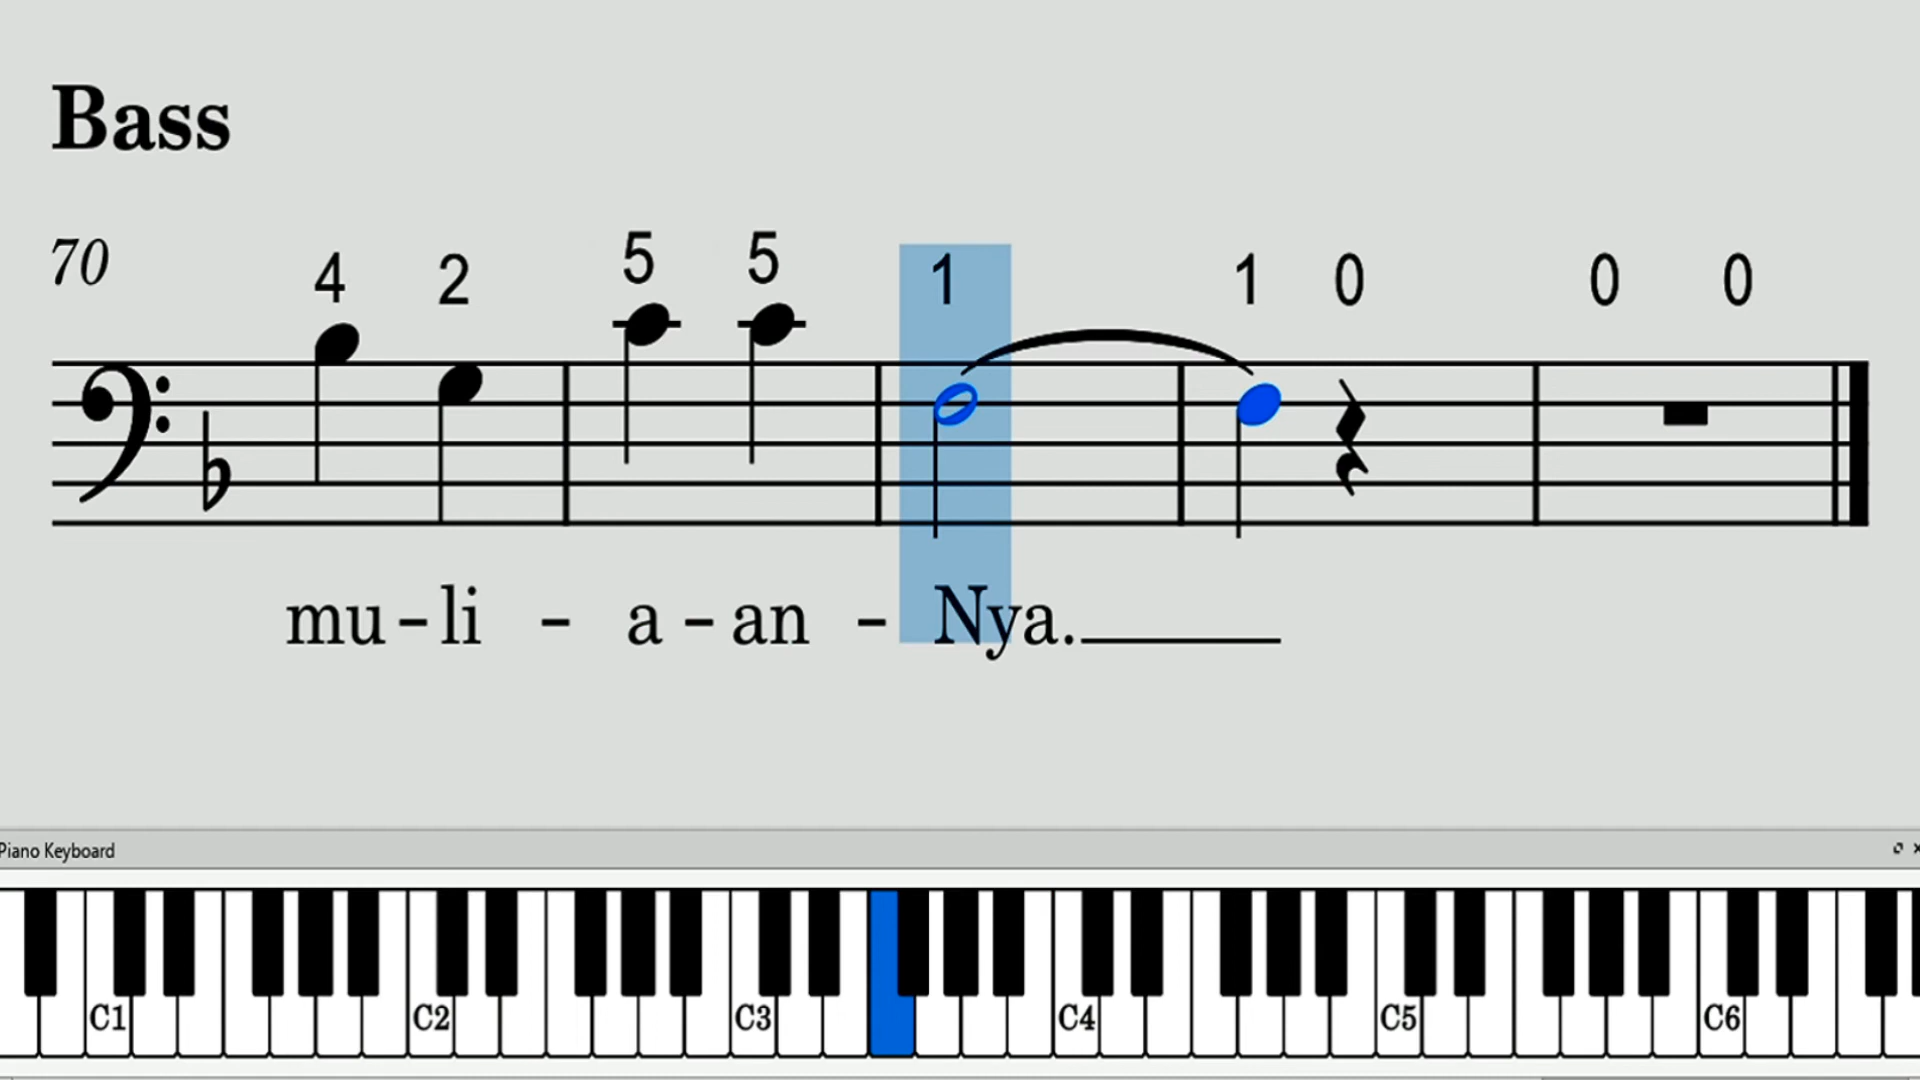 Bass
70 4 2 5 5 1 1 0 0 0
mu-li - a-an - Nya.
Piano Keyboard
C1 C2 C3 C4 C5 C6